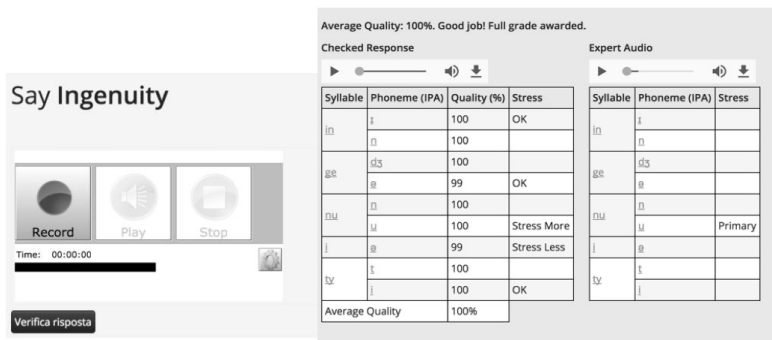 Say Ingenuity
Record Play Stop
Time: 00:00:00
Verifica risposta
Average Quality: 100%. Good job! Full grade awarded.
Checked Response
Syllable Phoneme (IPA) Quality (%) Stress
in ɪ 100 OK
n 100
ge dʒ 100
ə 99 OK
nu n 100
u 100 Stress More
i ə 99 Stress Less
ty t 100
i 100 OK
Average Quality 100%
Expert Audio
Syllable Phoneme (IPA) Stress
in ɪ
n
ge dʒ
ə
nu n
u Primary
i ə
ty t
i